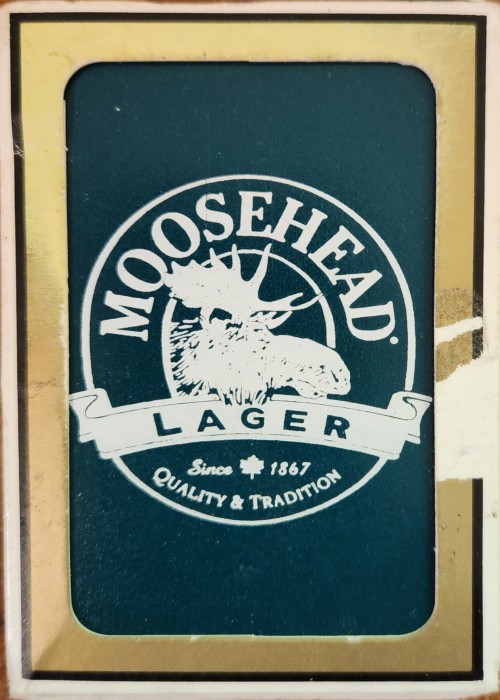 MOOSEHEAD
LAGER
Since 1867
QUALITY & TRADITION